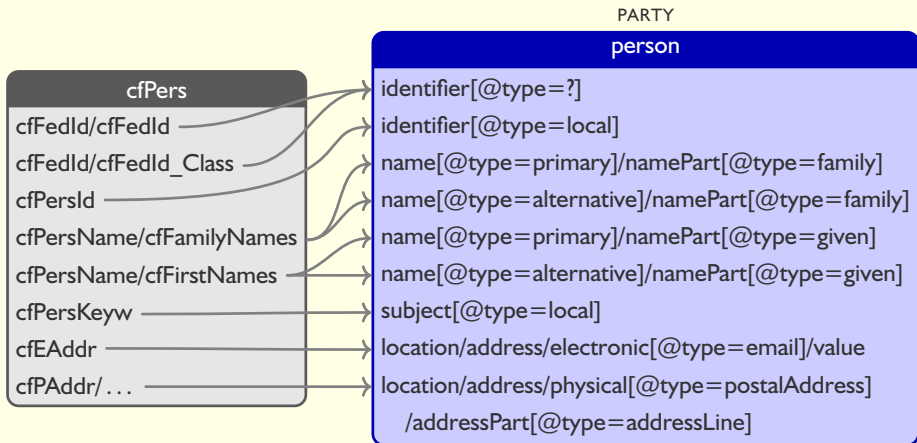 PARTY
person
cfPers
cfFedId/cfFedId
cfFedId/cfFedId_Class
cfPersId
cfPersName/cfFamilyNames
cfPersName/cfFirstNames
cfPersKeyw
cfEAddr
cfPAddr/...
identifier[@type=?]
identifier[@type=local]
name[@type=primary]/namePart[@type=family]
name[@type=alternative]/namePart[@type=family]
name[@type=primary]/namePart[@type=given]
name[@type=alternative]/namePart[@type=given]
subject[@type=local]
location/address/electronic[@type=email]/value
location/address/physical[@type=postalAddress]
/addressPart[@type=addressLine]